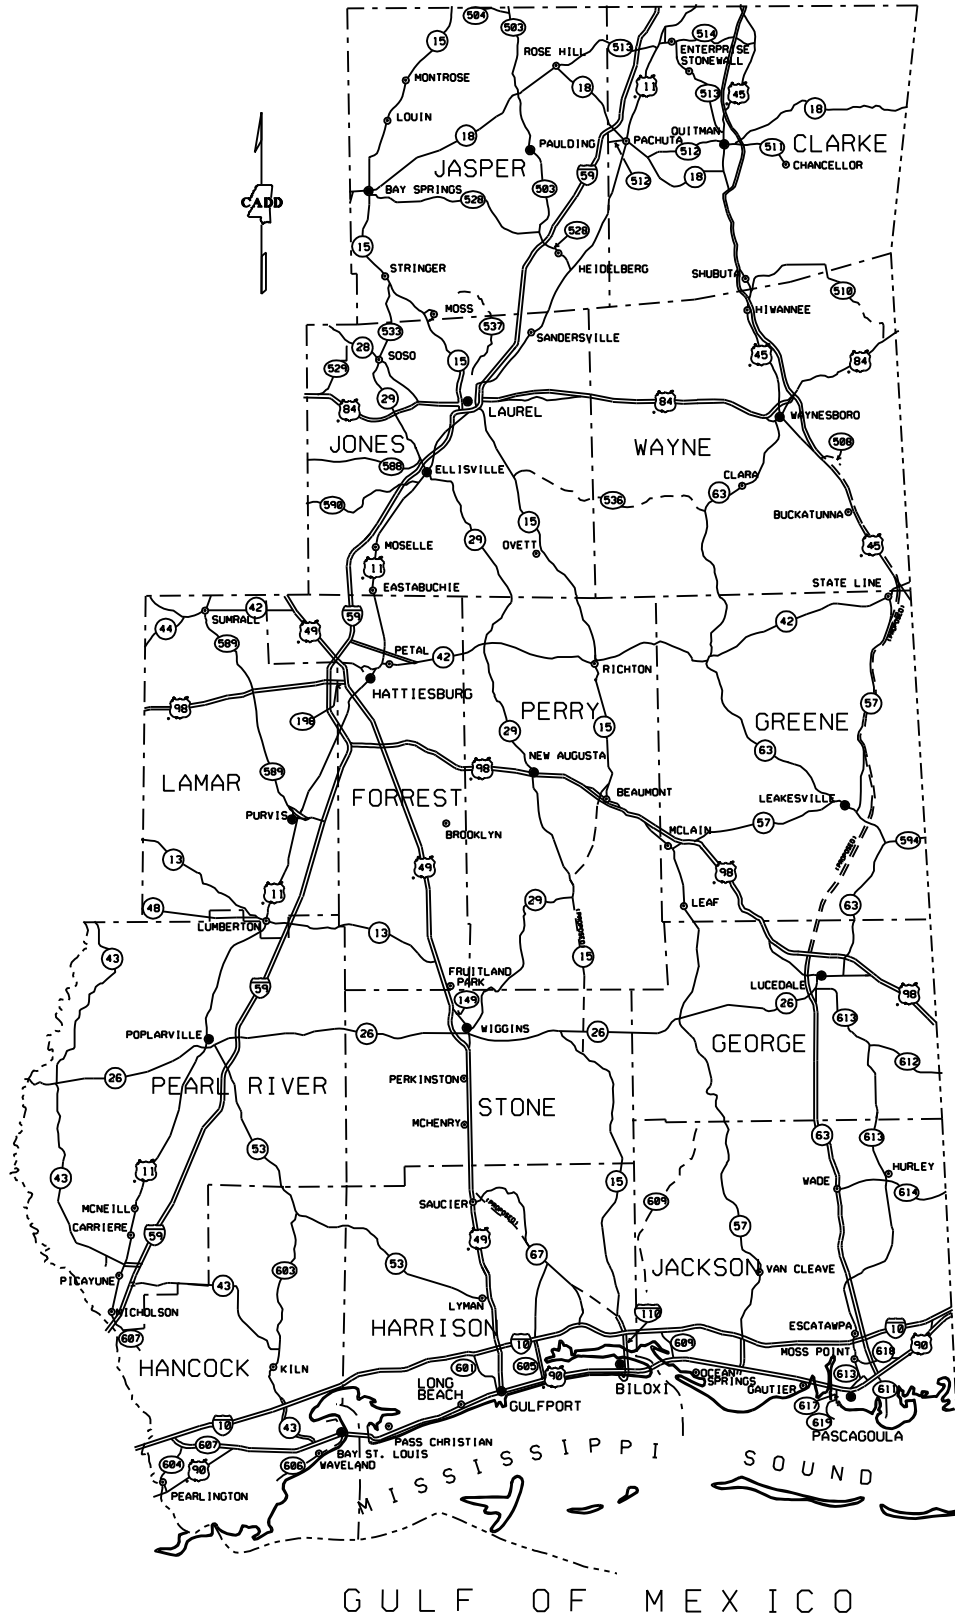 504
503
15
ROSE HILL
513
514
ENTERPRISE
STONEWALL
MONTROSE
18
11
513
45
LOUIN
18
QUITMAN
18
CLARKE
PAULDING
PACHUTA
512
511
CHANCELLOR
CADD
JASPER
59
512
18
BAY SPRINGS
528
503
15
528
STRINGER
HEIDELBERG
SHUBUTA
510
MOSS
HIWANNEE
533
537
SANDERSVILLE
28
SOSO
15
45
84
529
29
84
LAUREL
84
WAYNESBORO
JONES
WAYNE
508
588
ELLISVILLE
CLARA
590
536
63
15
BUCKATUNNA
MOSELLE
29
OVETT
45
11
EASTABUCHIE
STATE LINE
42
SUMRALL
59
44
49
589
42
(PROPOSED)
PETAL
42
RICHTON
HATTIESBURG
98
198
PERRY
57
GREENE
29
15
589
98
NEW AUGUSTA
63
LAMAR
FORREST
BEAUMONT
LEAKESVILLE
PURVIS
BROOKLYN
57
MCLAIN
594
13
49
98
(PROPOSED)
11
48
29
LEAF
63
LUMBERTON
13
(PROPOSED)
43
15
59
FRUITLAND
PARK
LUCEDALE
98
149
26
613
POPLARVILLE
26
WIGGINS
26
GEORGE
612
26
PEARL RIVER
PERKINSTON
STONE
MCHENRY
63
613
53
11
43
15
HURLEY
WADE
614
MCNEILL
SAUCIER
(PROPOSED)
609
CARRIERE
59
49
57
67
603
53
JACKSON
VAN CLEAVE
PICAYUNE
43
NICHOLSON
LYMAN
110
607
HARRISON
10
609
ESCATAWPA
10
90
HANCOCK
KILN
601
605
90
MOSS POINT
618
613
LONG
BEACH
BILOXI
OCEAN
SPRINGS
GAUTIER
611
617
GULFPORT
10
43
619
607
PASS CHRISTIAN
PASCAGOULA
604
90
606
BAY ST. LOUIS
WAVELAND
PEARLINGTON
MISSISSIPPI SOUND
GULF OF MEXICO